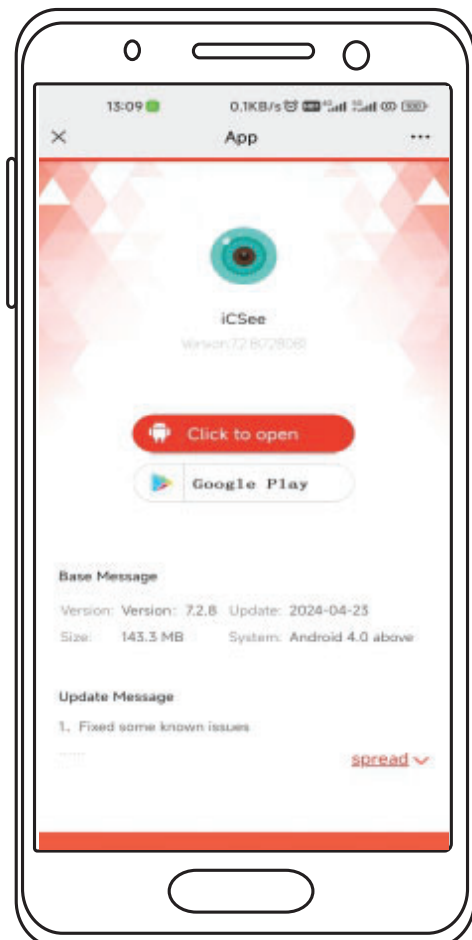 13:09 0.1KB/s
App
iCSee
Click to open
Google Play
Base Message
Version: Version: 7.2.8 Update: 2024-04-23
Size: 143.3 MB System: Android 4.0 above
Update Message
1. Fixed some known issues
spread